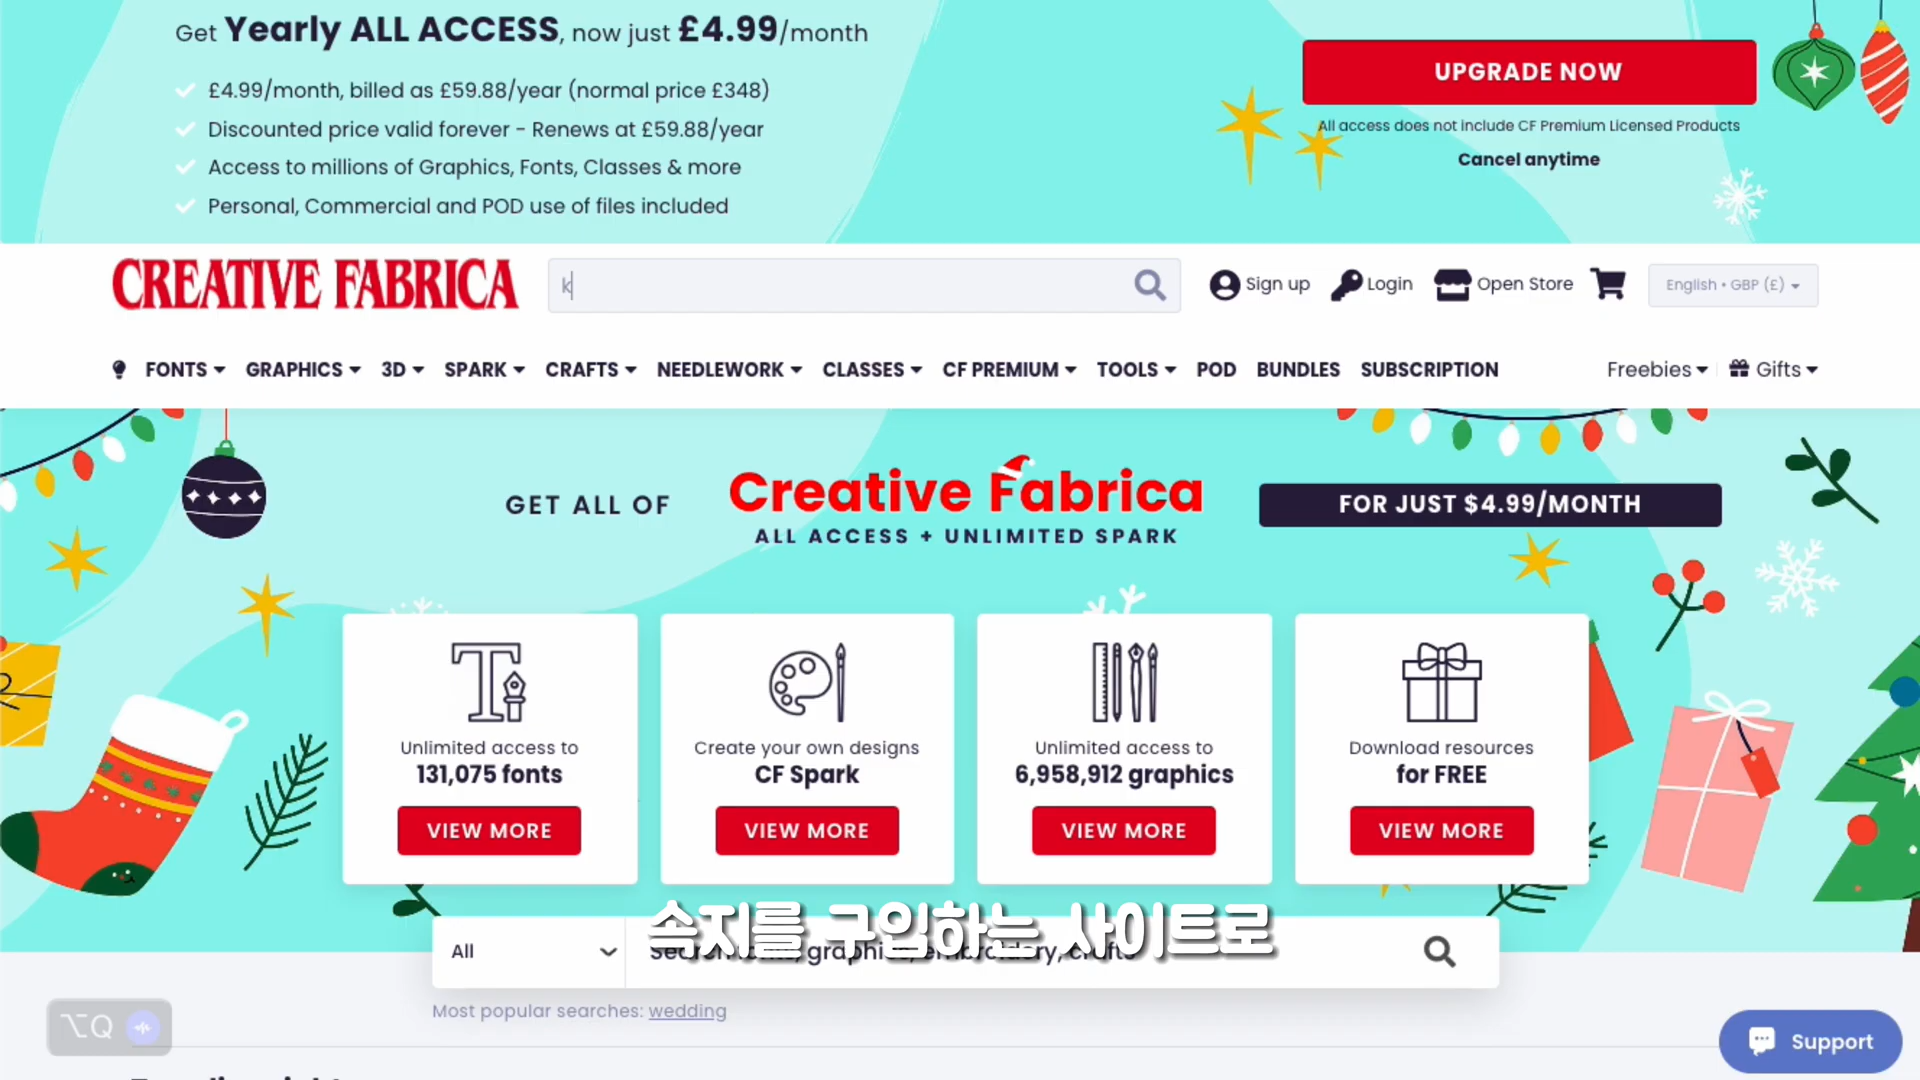 Get Yearly ALL ACCESS, now just £4.99/month
£4.99/month, billed as £59.88/year (normal price £348)
Discounted price valid forever - Renews at £59.88/year
Access to millions of Graphics, Fonts, Classes & more
Personal, Commercial and POD use of files included
UPGRADE NOW
All access does not include CF Premium Licensed Products
Cancel anytime
CREATIVE FABRICA
k
Sign up
Login
Open Store
English • GBP (£)
FONTS GRAPHICS 3D SPARK CRAFTS NEEDLEWORK CLASSES CF PREMIUM TOOLS POD BUNDLES SUBSCRIPTION Freebies Gifts
GET ALL OF
Creative Fabrica
ALL ACCESS + UNLIMITED SPARK
FOR JUST $4.99/MONTH
Unlimited access to
131,075 fonts
VIEW MORE
Create your own designs
CF Spark
VIEW MORE
Unlimited access to
6,958,912 graphics
VIEW MORE
Download resources
for FREE
VIEW MORE
속지를 구입하는 사이트로
All
graphics, embroidery, crafts
Most popular searches: wedding
⌥Q
Support